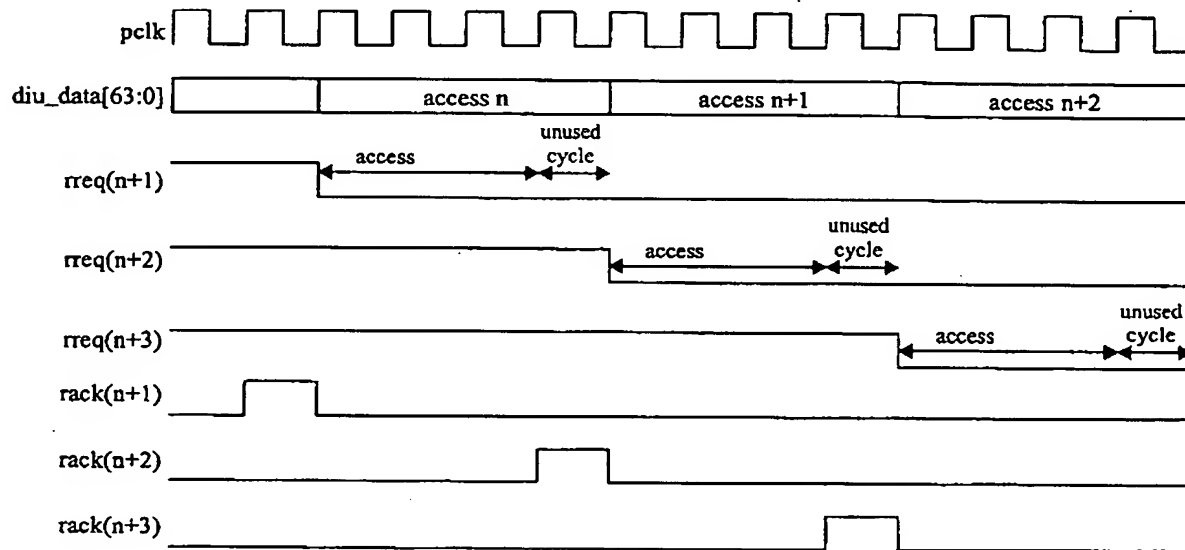 pclk
diu_data[63:0]
access n
access n+1
access n+2
rreq(n+1)
access
unused
cycle
rreq(n+2)
access
unused
cycle
rreq(n+3)
access
unused
cycle
rack(n+1)
rack(n+2)
rack(n+3)